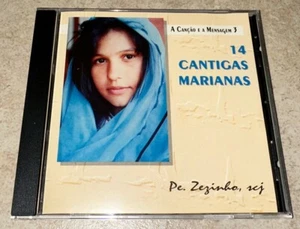 A Canção e a Mensagem 3
14
CANTIGAS
MARIANAS
Pe. Zezinho, scj